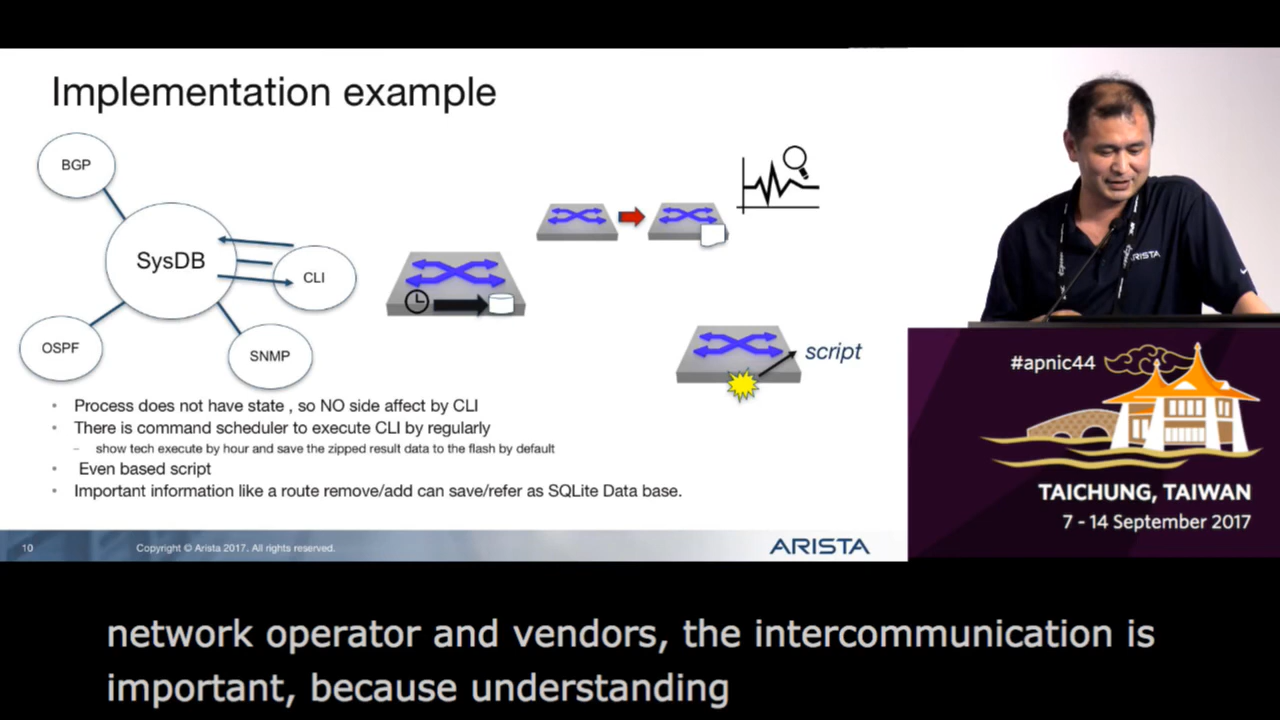 Implementation example
BGP
SysDB
CLI
OSPF
SNMP
script
• Process does not have state , so NO side affect by CLI
• There is command scheduler to execute CLI by regularly
– show tech execute by hour and save the zipped result data to the flash by default
• Even based script
• Important information like a route remove/add can save/refer as SQLite Data base.
10
Copyright © Arista 2017. All rights reserved.
ARISTA
ARISTA
#apnic44
TAICHUNG, TAIWAN
7 - 14 September 2017
network operator and vendors, the intercommunication is
important, because understanding